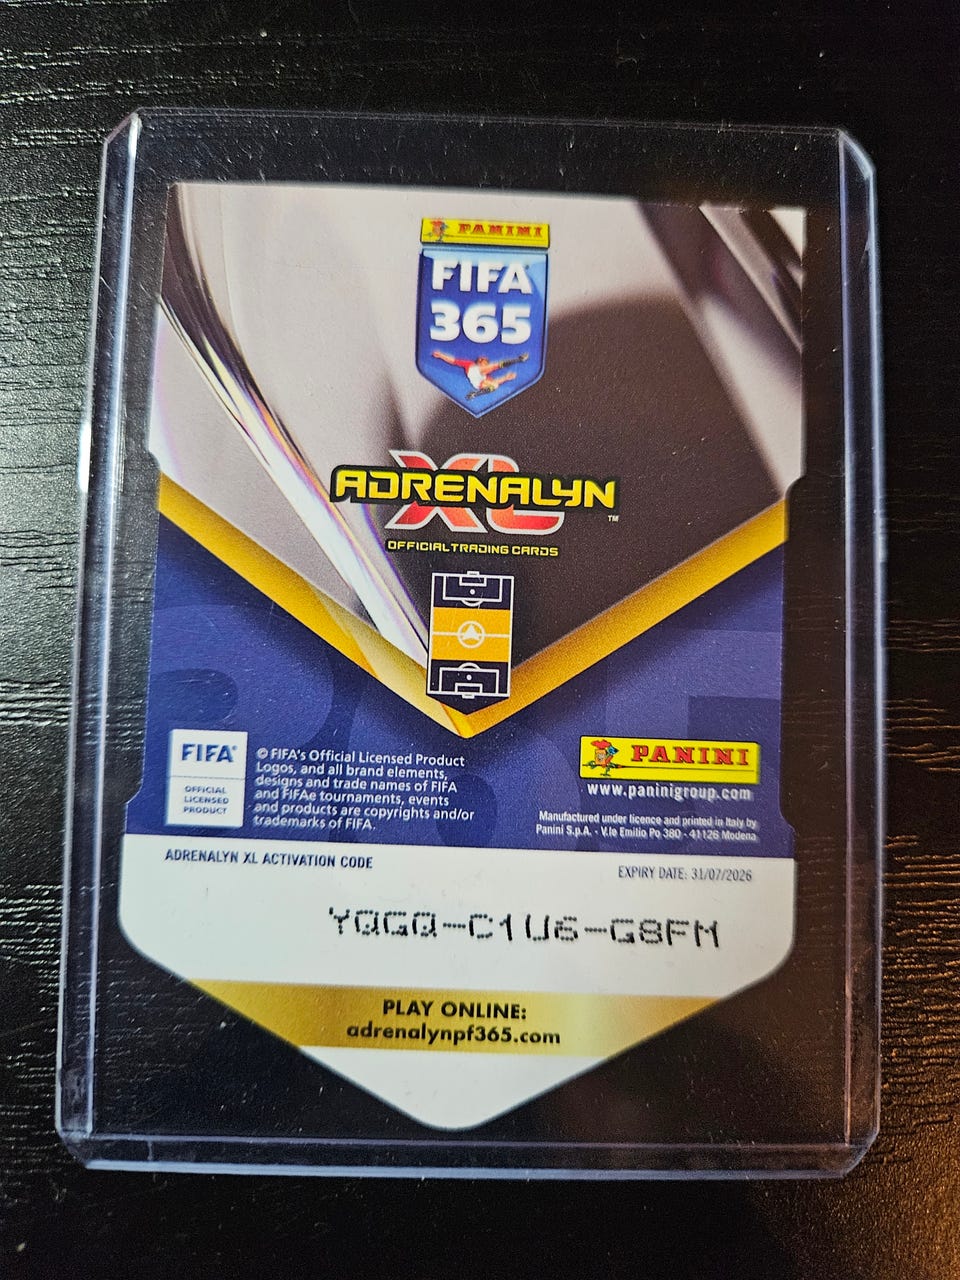 PANINI
FIFA
365
ADRENALYN
XL™
OFFICIAL TRADING CARDS
FIFA®
OFFICIAL
LICENSED
PRODUCT
© FIFA's Official Licensed Product
Logos, and all brand elements,
designs and trade names of FIFA
and FIFAe tournaments, events
and products are copyrights and/or
trademarks of FIFA.
PANINI
www.paninigroup.com
Manufactured under licence and printed in Italy by
Panini S.p.A. - V.le Emilio Po 380 - 41126 Modena
ADRENALYN XL ACTIVATION CODE
EXPIRY DATE: 31/07/2026
YQGQ-C1U6-G8FM
PLAY ONLINE:
adrenalynpf365.com